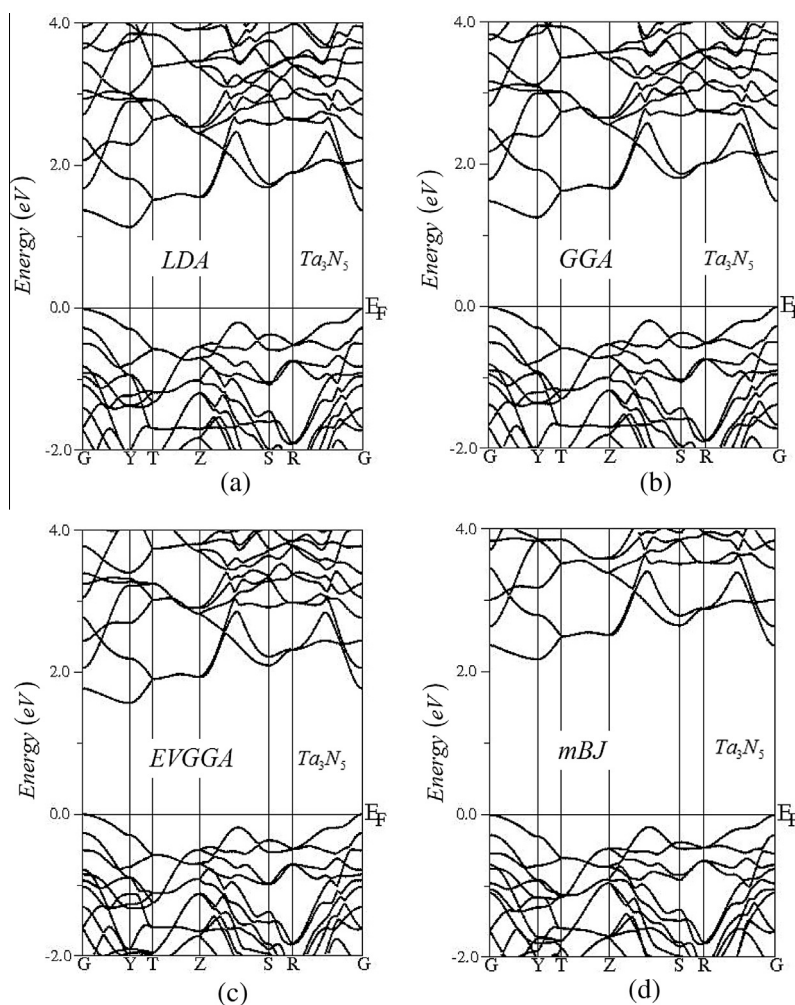 4.0
2.0
0.0
-2.0
Energy (eV)
LDA
Ta3N5
EF
G Y T Z S R G
(a)
4.0
2.0
0.0
-2.0
Energy (eV)
GGA
Ta3N5
G Y T Z S R G
(b)
4.0
2.0
0.0
-2.0
Energy (eV)
EVGGA
Ta3N5
EF
G Y T Z S R G
(c)
4.0
2.0
0.0
-2.0
Energy (eV)
mBJ
Ta3N5
G Y T Z S R G
(d)